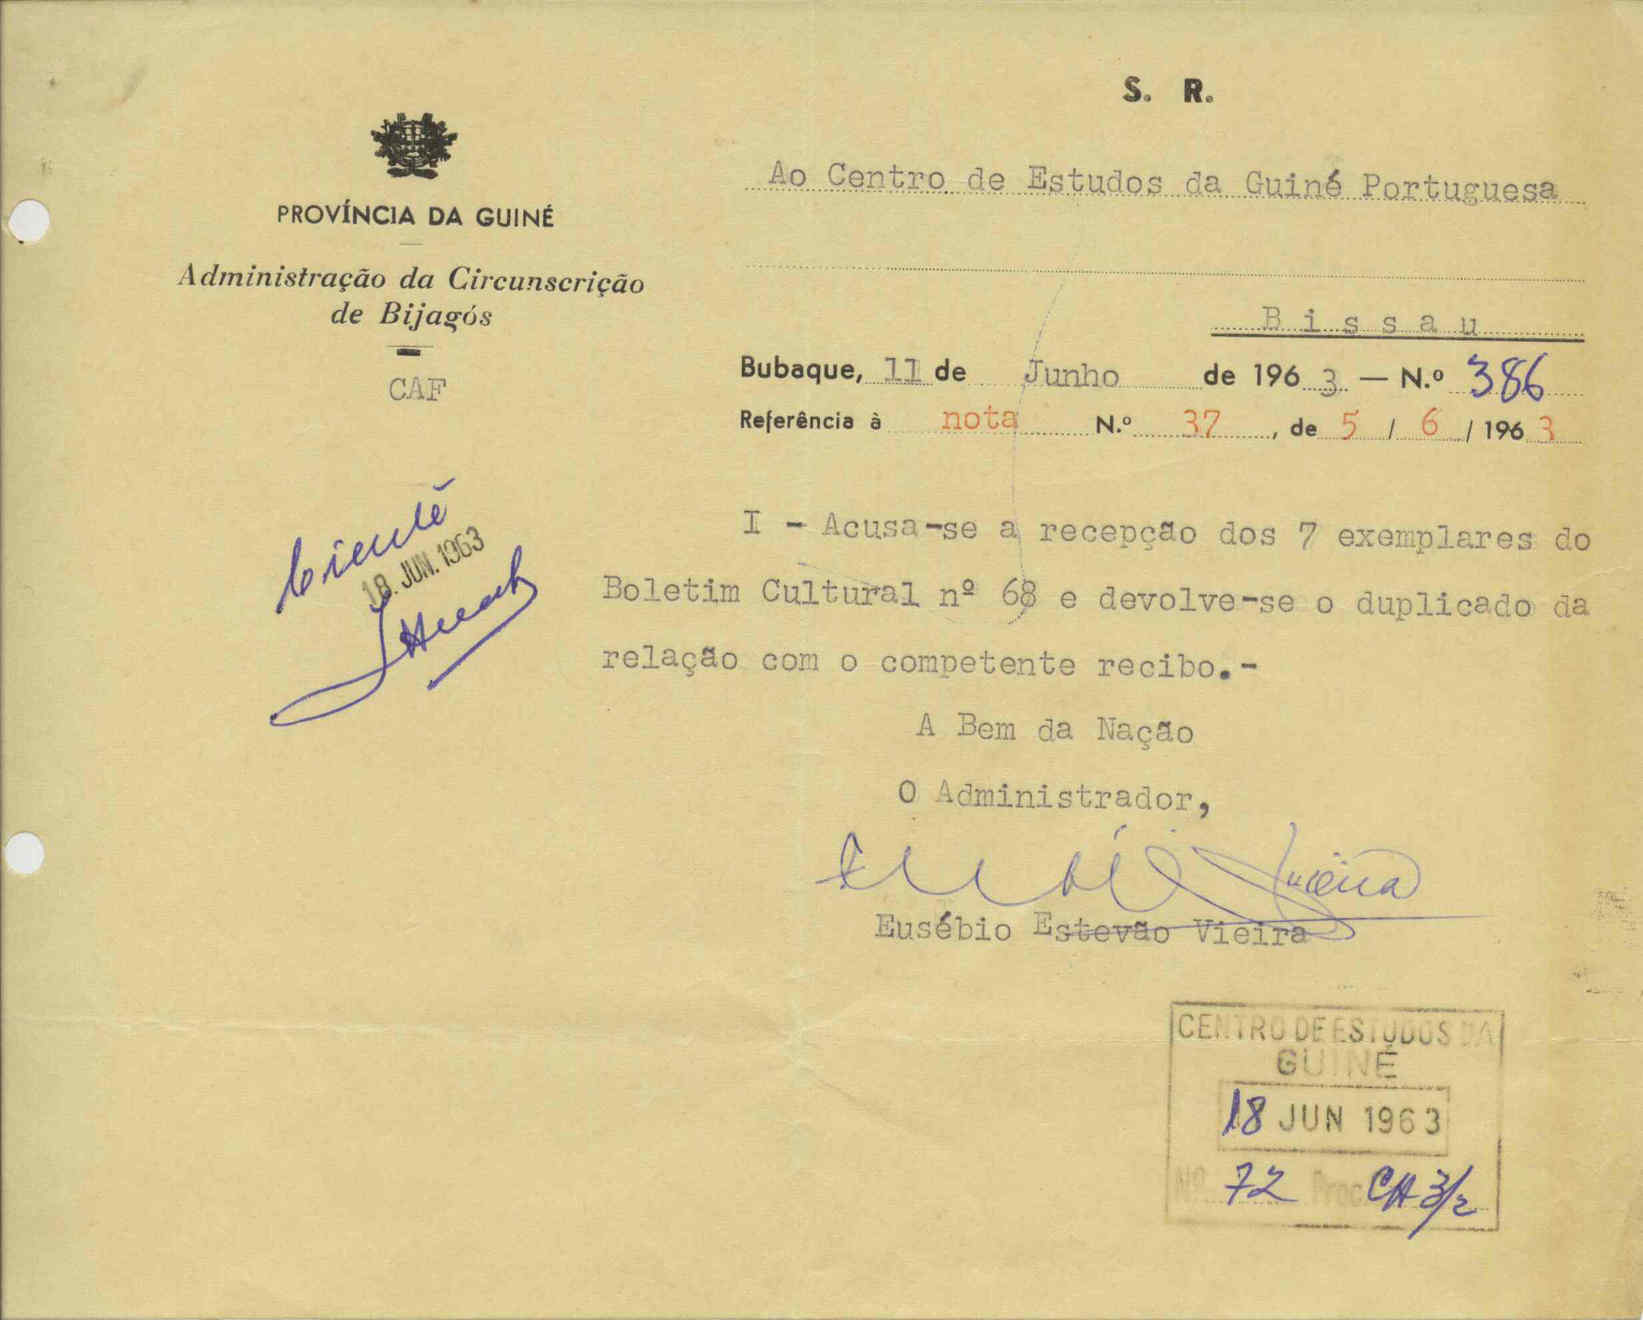 S. R.
PROVÍNCIA DA GUINÉ
Administração da Circunscrição
de Bijagós
CAF
Ao Centro de Estudos da Guiné Portuguesa
Bissau
Bubaque, 11 de Junho de 1963 — N.º 386
Referência à nota N.º 37, de 5 / 6 / 1963
Ciente
18. JUN. 1963
I - Acusa-se a recepção dos 7 exemplares do
Boletim Cultural nº 68 e devolve-se o duplicado da
relação com o competente recibo.-
A Bem da Nação
O Administrador,
Eusébio Estevão Vieira
CENTRO DE ESTUDOS DA
GUINÉ
18 JUN 1963
Nº 72 Proc CA 3/2